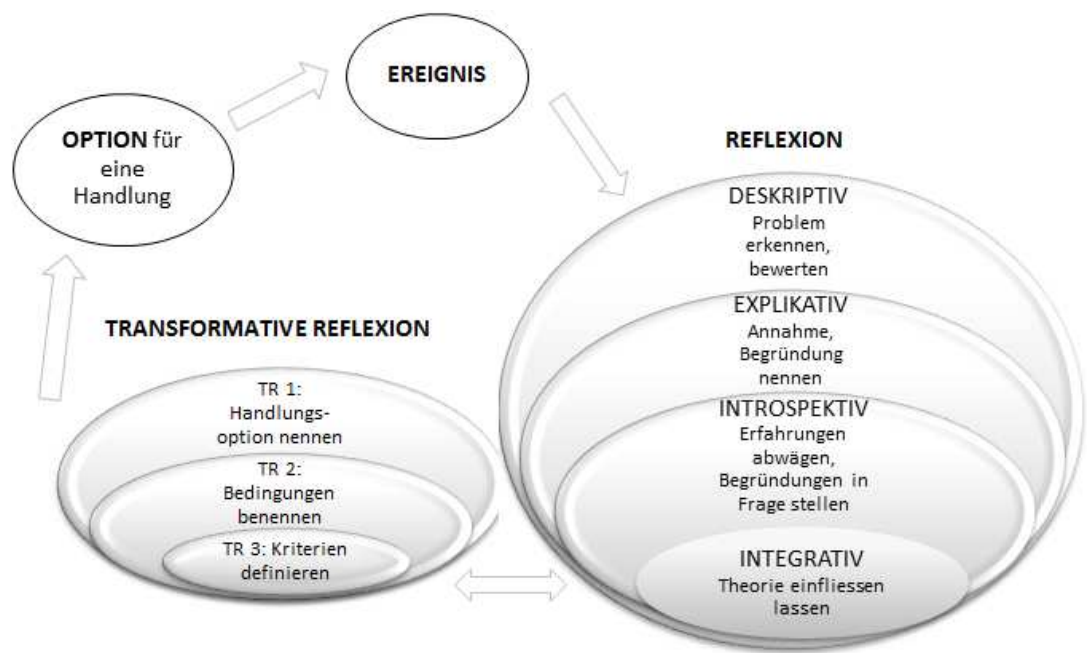 EREIGNIS
OPTION für
eine
Handlung
REFLEXION
DESKRIPTIV
Problem
erkennen,
bewerten
EXPLIKATIV
Annahme,
Begründung
nennen
INTROSPEKTIV
Erfahrungen
abwägen,
Begründungen in
Frage stellen
INTEGRATIV
Theorie einfliessen
lassen
TRANSFORMATIVE REFLEXION
TR 1:
Handlungs-
option nennen
TR 2:
Bedingungen
benennen
TR 3: Kriterien
definieren